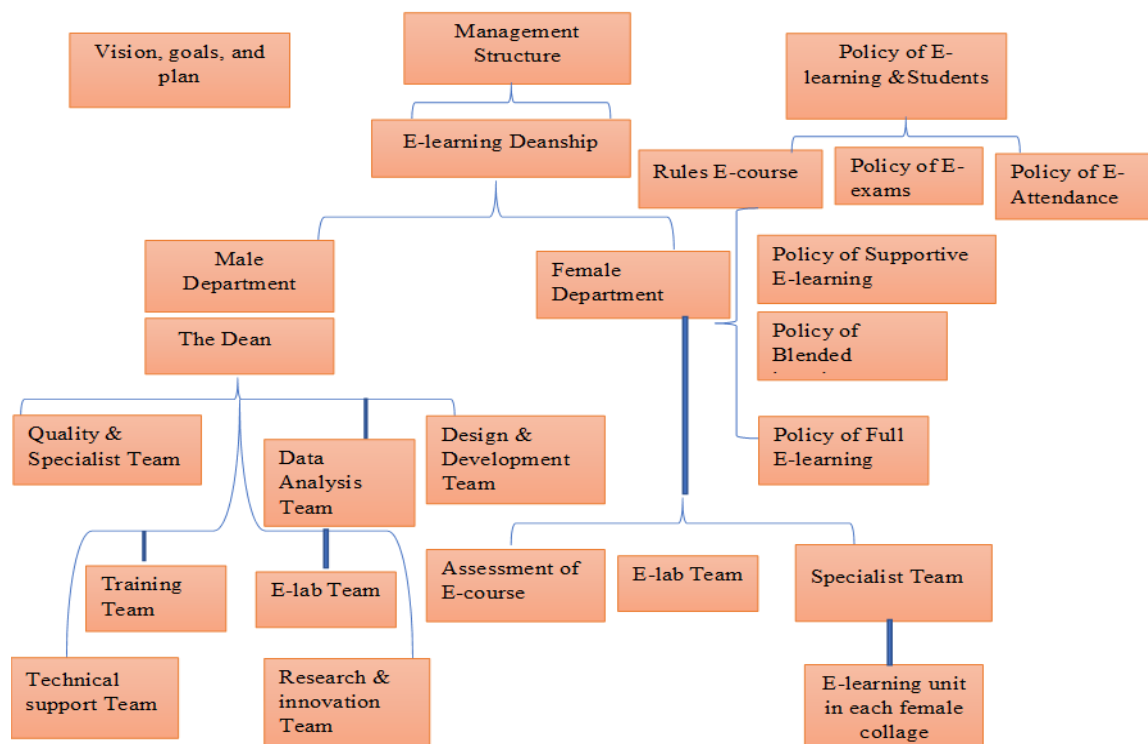 Vision, goals, and
plan
Management
Structure
Policy of E-
learning &Students
E-learning Deanship
Rules E-course
Policy of E-
exams
Policy of E-
Attendance
Male
Department
Female
Department
Policy of Supportive
E-learning
The Dean
Policy of
Blended
Quality &
Specialist Team
Data
Analysis
Team
Design &
Development
Team
Policy of Full
E-learning
Training
Team
E-lab Team
Assessment of
E-course
E-lab Team
Specialist Team
Technical
support Team
Research &
innovation
Team
E-learning unit
in each female
collage